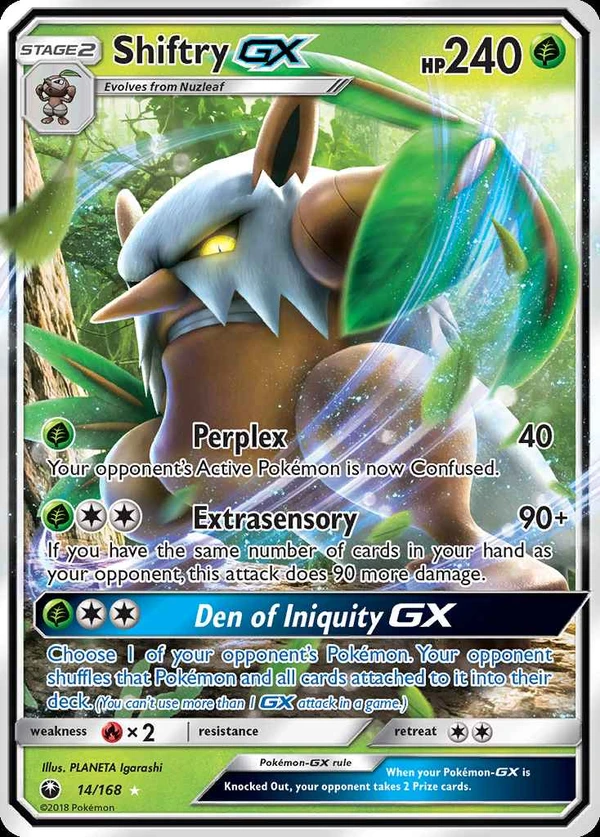 STAGE 2 Shiftry GX HP 240
Evolves from Nuzleaf
Perplex 40
Your opponent's Active Pokémon is now Confused.
Extrasensory 90+
If you have the same number of cards in your hand as
your opponent, this attack does 90 more damage.
Den of Iniquity GX
Choose 1 of your opponent's Pokémon. Your opponent
shuffles that Pokémon and all cards attached to it into their
deck. (You can't use more than 1 GX attack in a game.)
weakness × 2 resistance retreat
Illus. PLANETA Igarashi
Pokémon-GX rule
When your Pokémon-GX is
Knocked Out, your opponent takes 2 Prize cards.
14/168
©2018 Pokémon